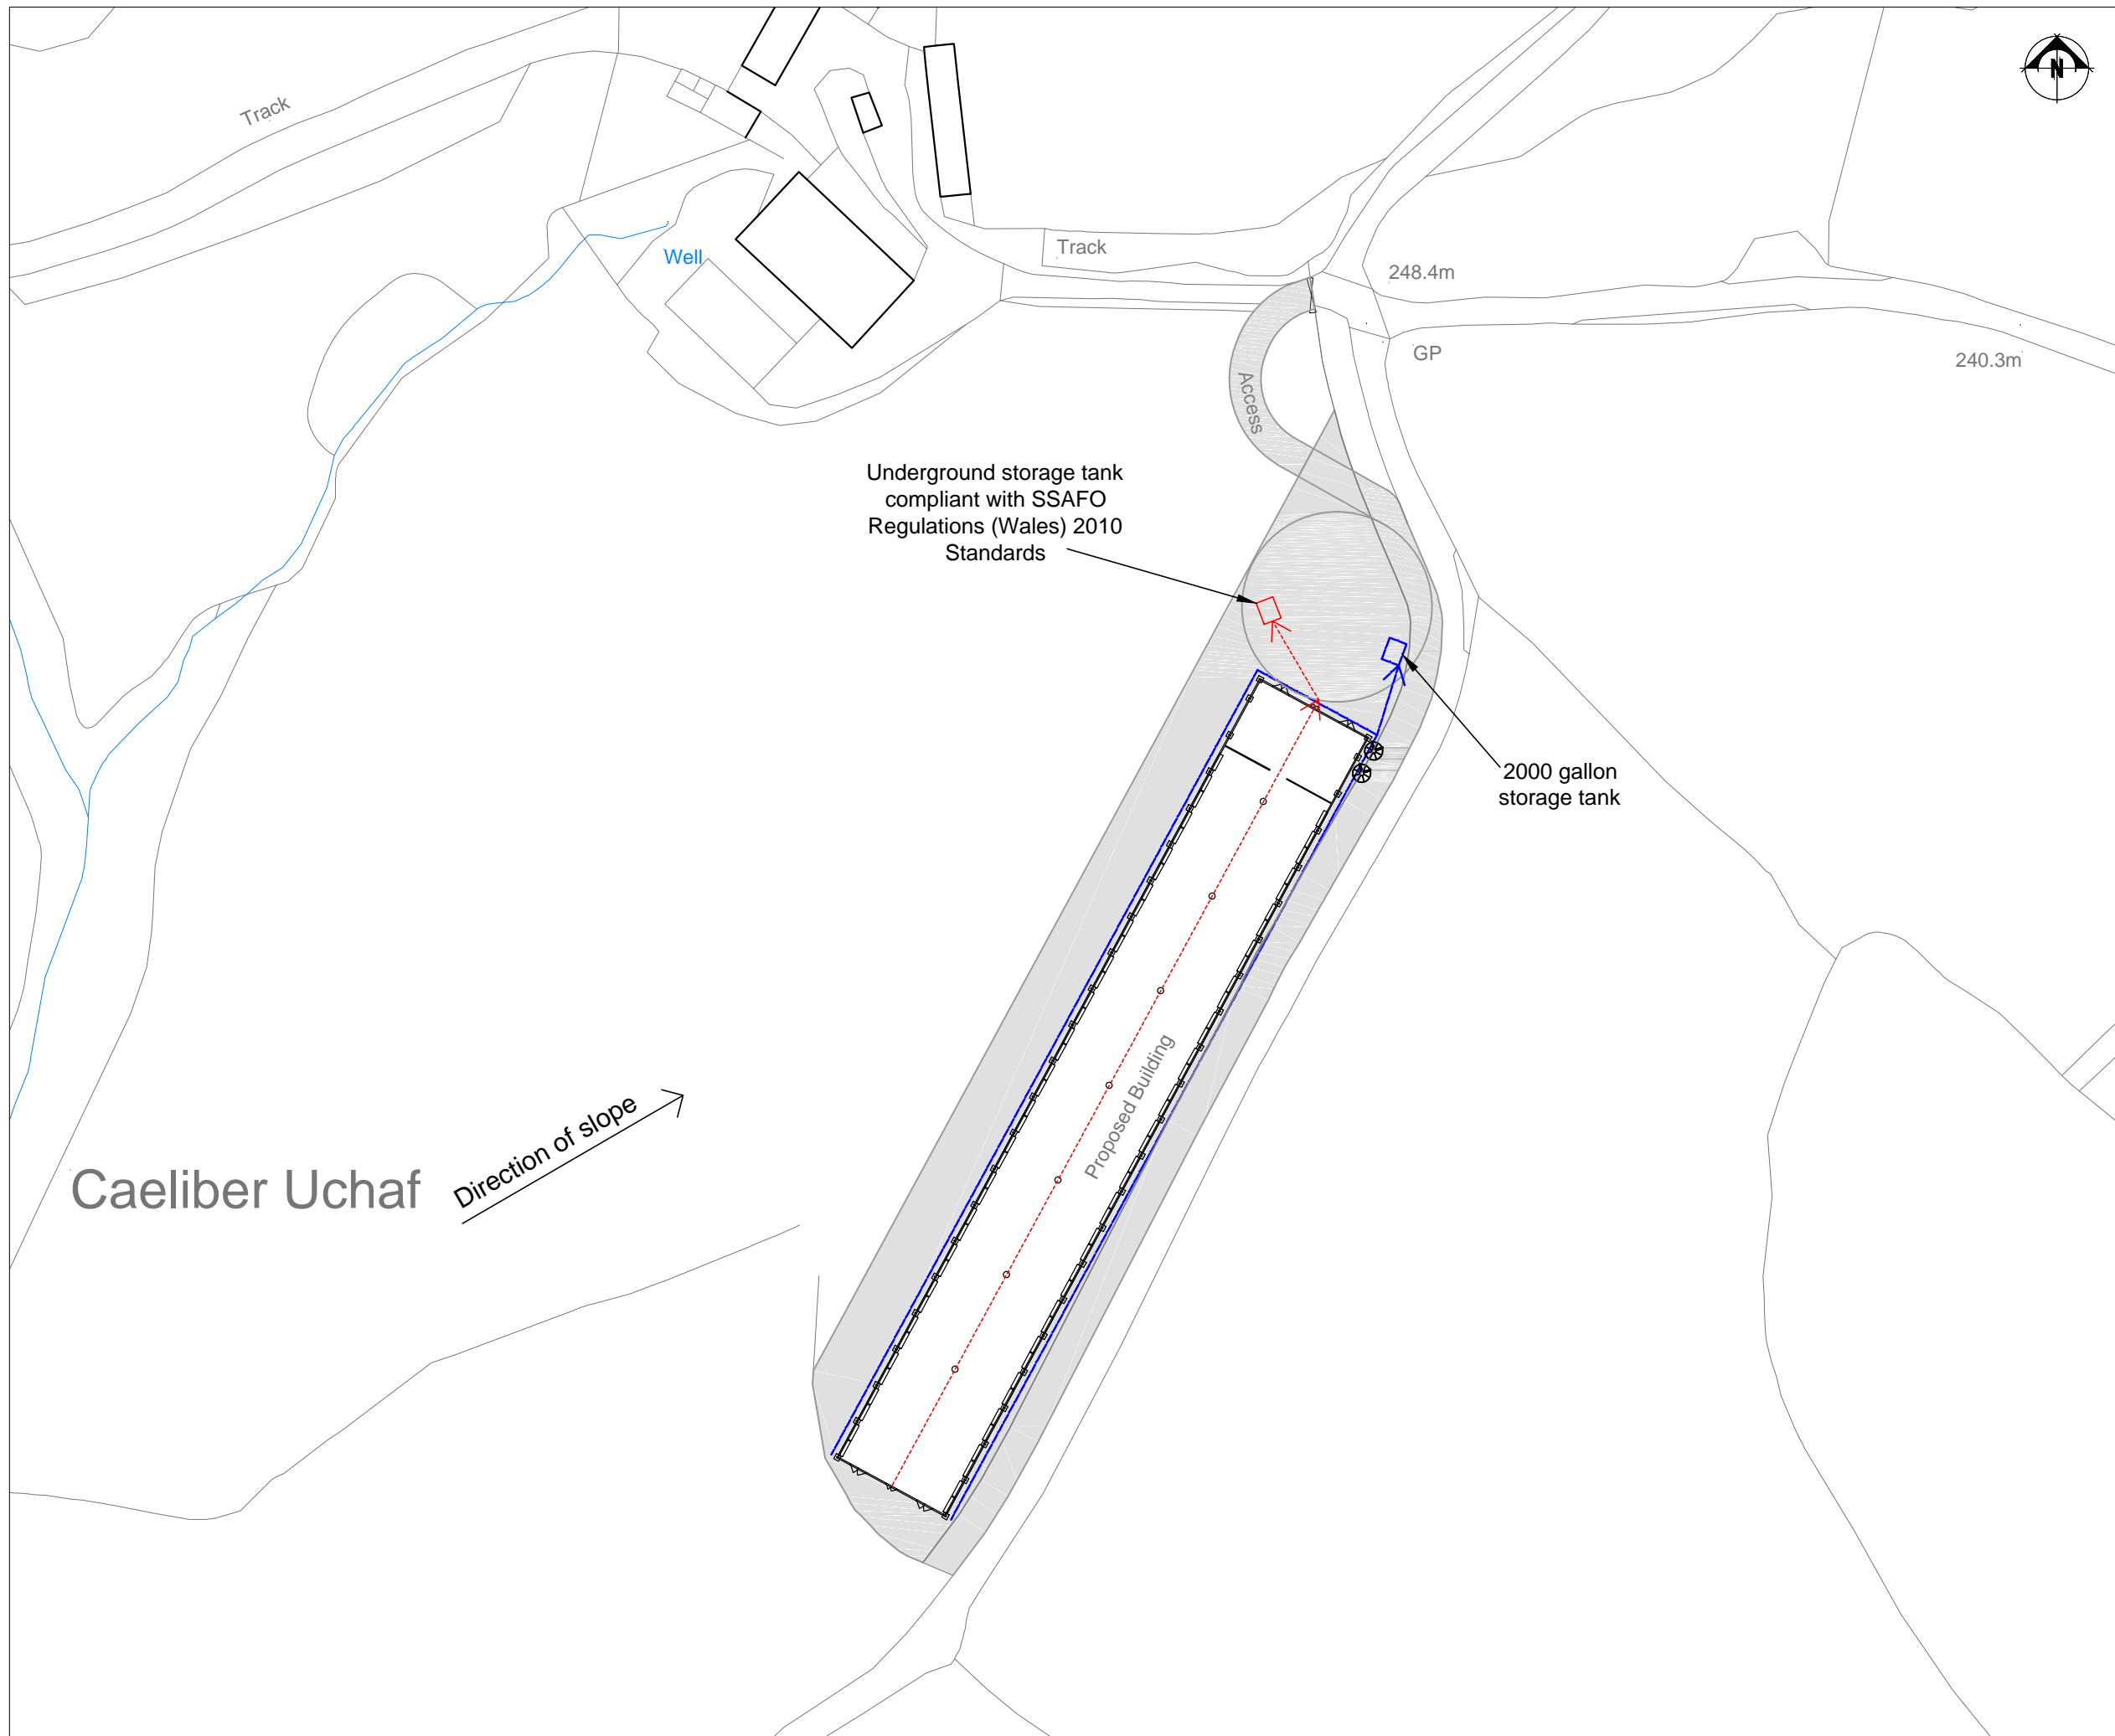 N
Track
Well
Track
248.4m
GP
240.3m
Access
Underground storage tank
compliant with SSAFO
Regulations (Wales) 2010
Standards
2000 gallon
storage tank
Proposed Building
Direction of slope
Caeliber Uchaf